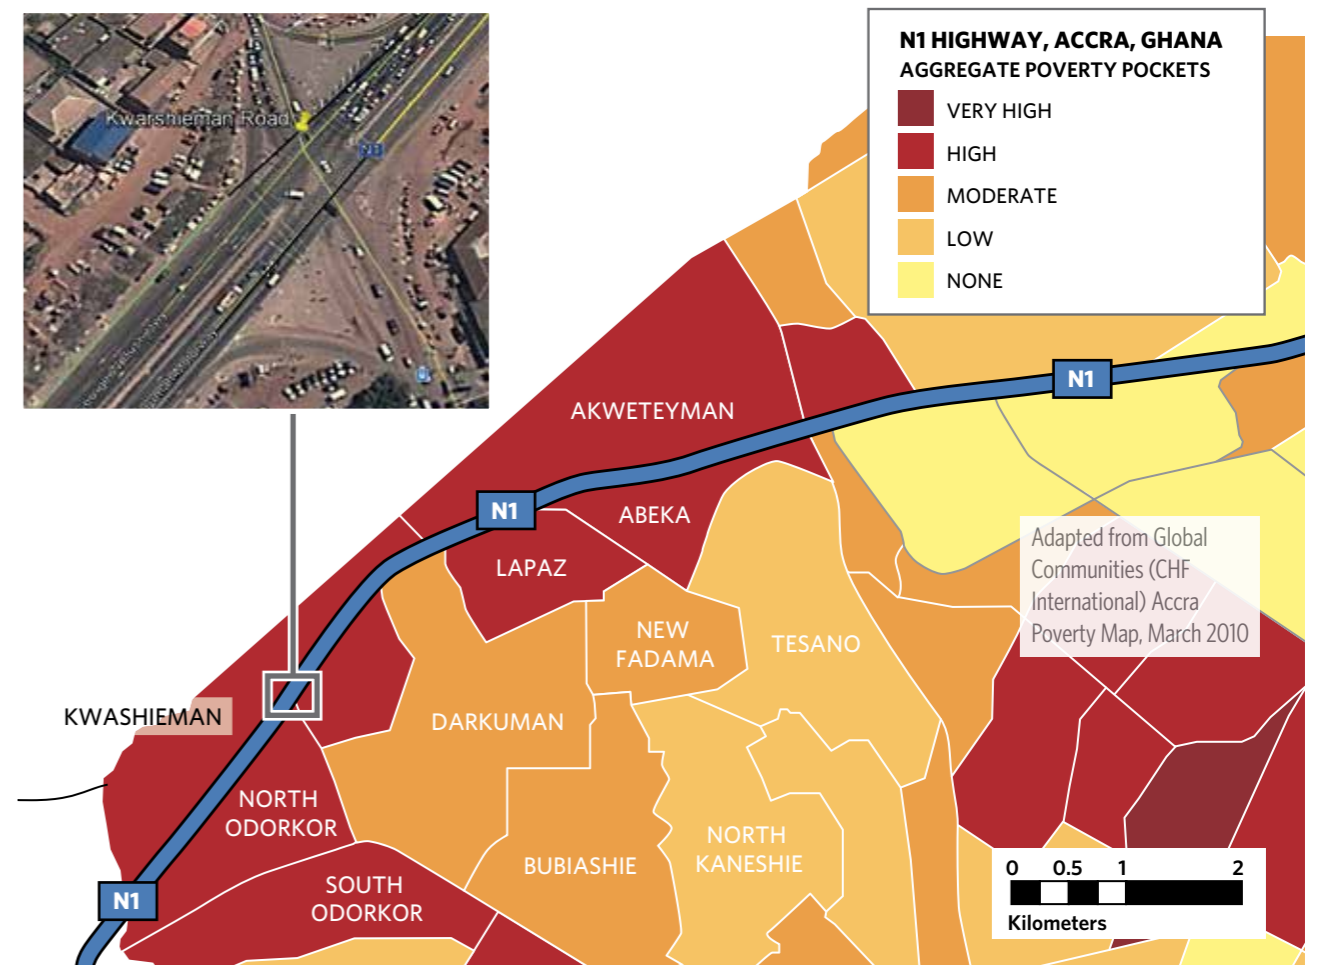 Kwarshieman Road
N1
N1 HIGHWAY, ACCRA, GHANA
AGGREGATE POVERTY POCKETS
VERY HIGH
HIGH
MODERATE
LOW
NONE
N1
AKWETEYMAN
N1
ABEKA
LAPAZ
Adapted from Global
Communities (CHF
International) Accra
Poverty Map, March 2010
NEW
FADAMA
TESANO
KWASHIEMAN
DARKUMAN
NORTH
ODORKOR
NORTH
KANESHIE
BUBIASHIE
SOUTH
ODORKOR
N1
0 0.5 1 2
Kilometers